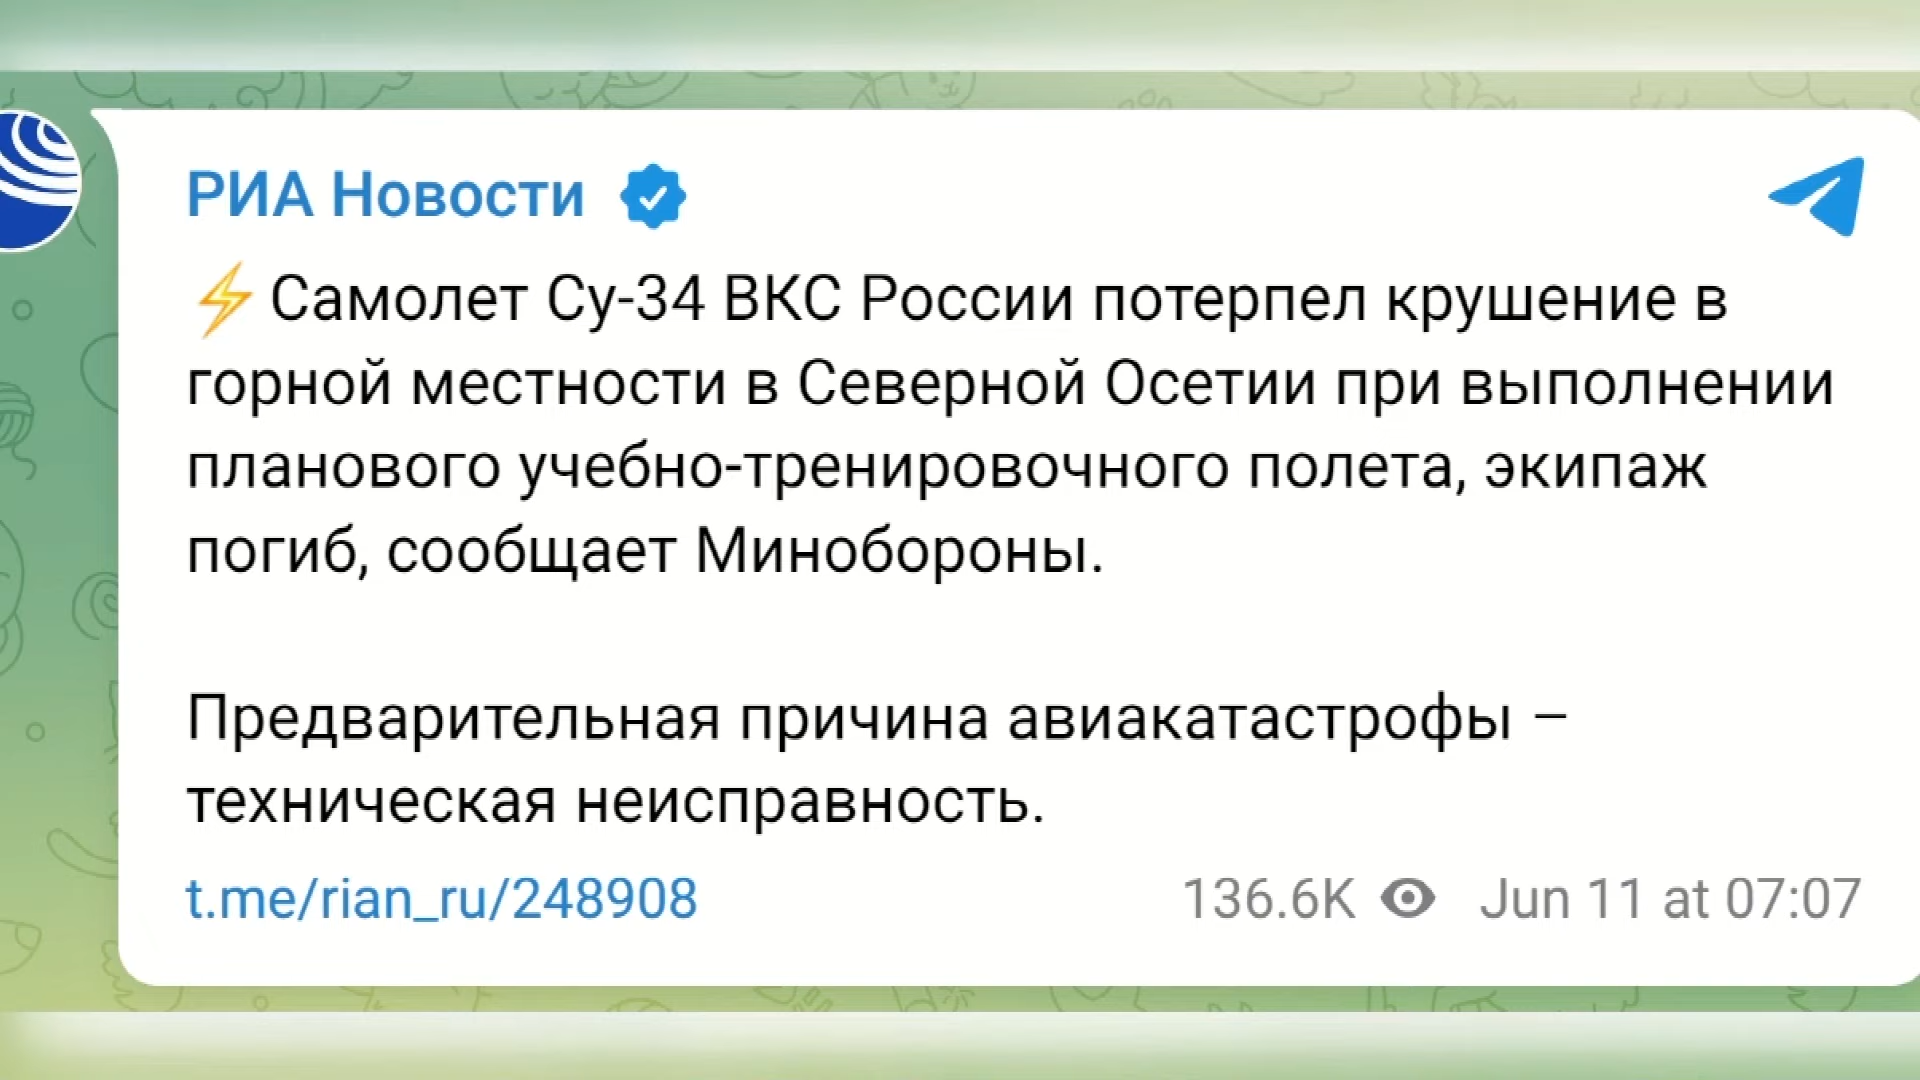 РИА Новости
⚡Самолет Су-34 ВКС России потерпел крушение в
горной местности в Северной Осетии при выполнении
планового учебно-тренировочного полета, экипаж
погиб, сообщает Минобороны.
Предварительная причина авиакатастрофы –
техническая неисправность.
t.me/rian_ru/248908 136.6K Jun 11 at 07:07